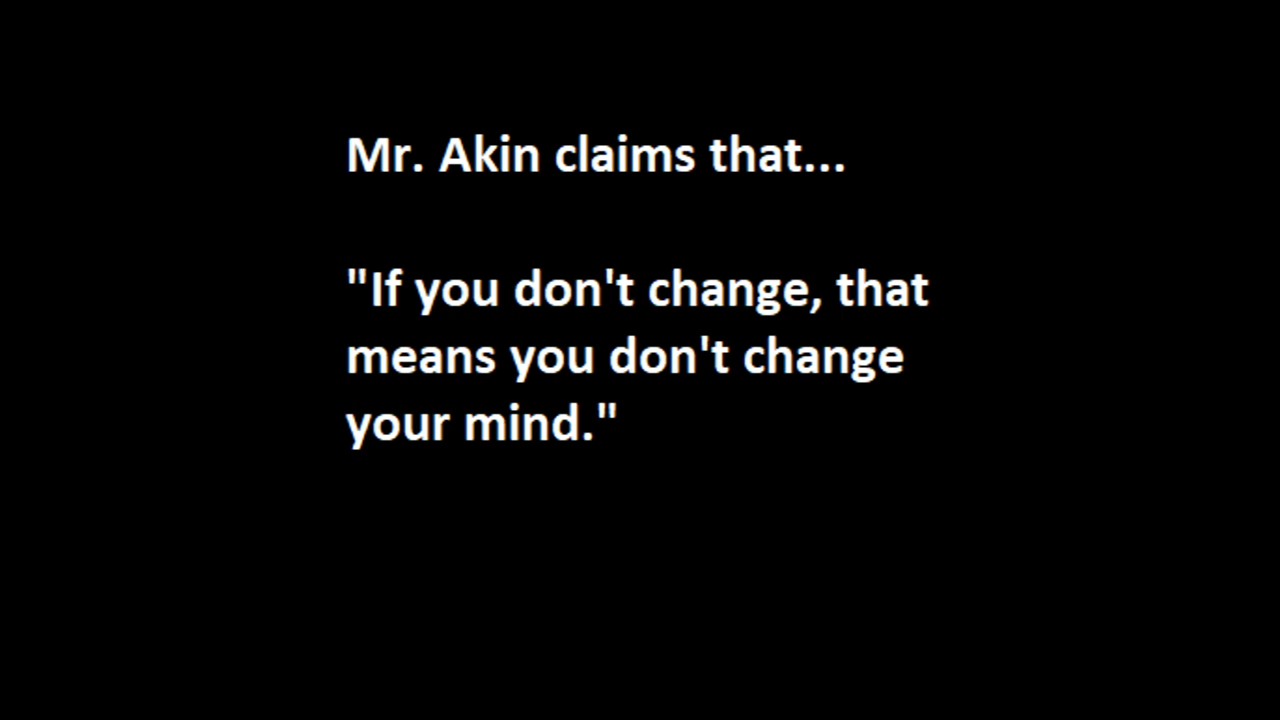 Mr. Akin claims that...
"If you don't change, that
means you don't change
your mind."